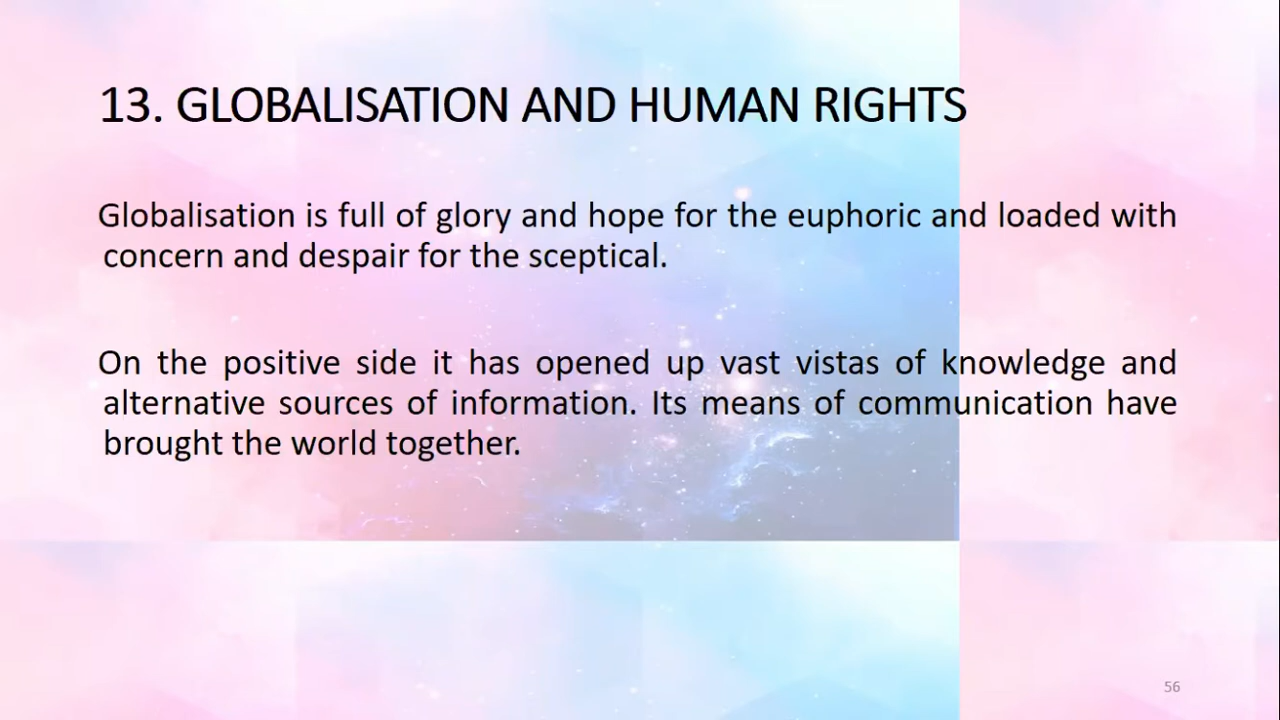 13. GLOBALISATION AND HUMAN RIGHTS
Globalisation is full of glory and hope for the euphoric and loaded with
concern and despair for the sceptical.
On the positive side it has opened up vast vistas of knowledge and
alternative sources of information. Its means of communication have
brought the world together.
56